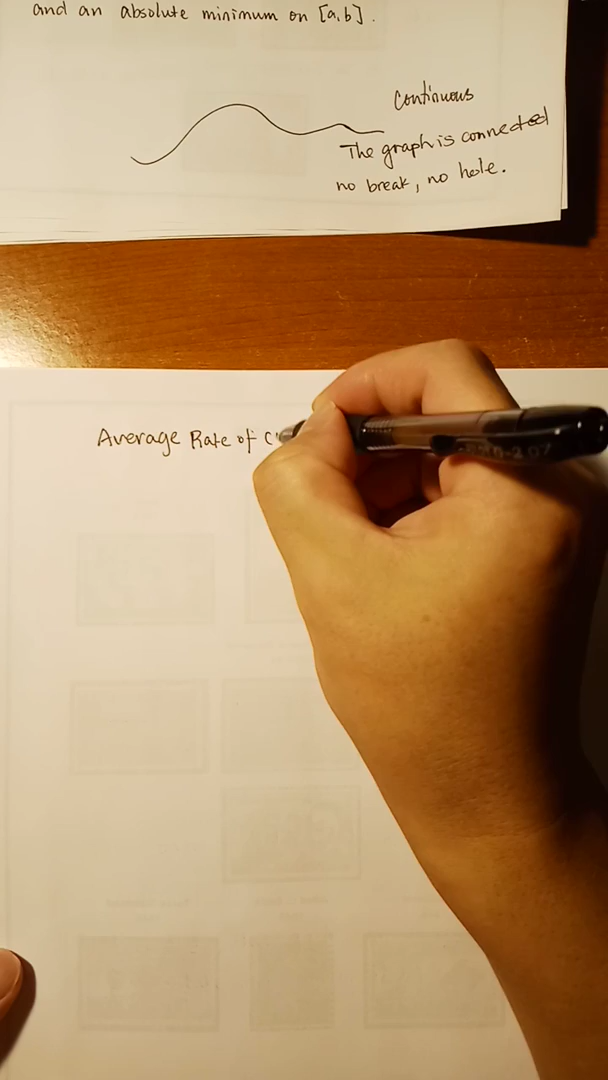 and an absolute minimum on [a,b].
Continuous
The graph is connected
no break, no hole.
Average Rate of C